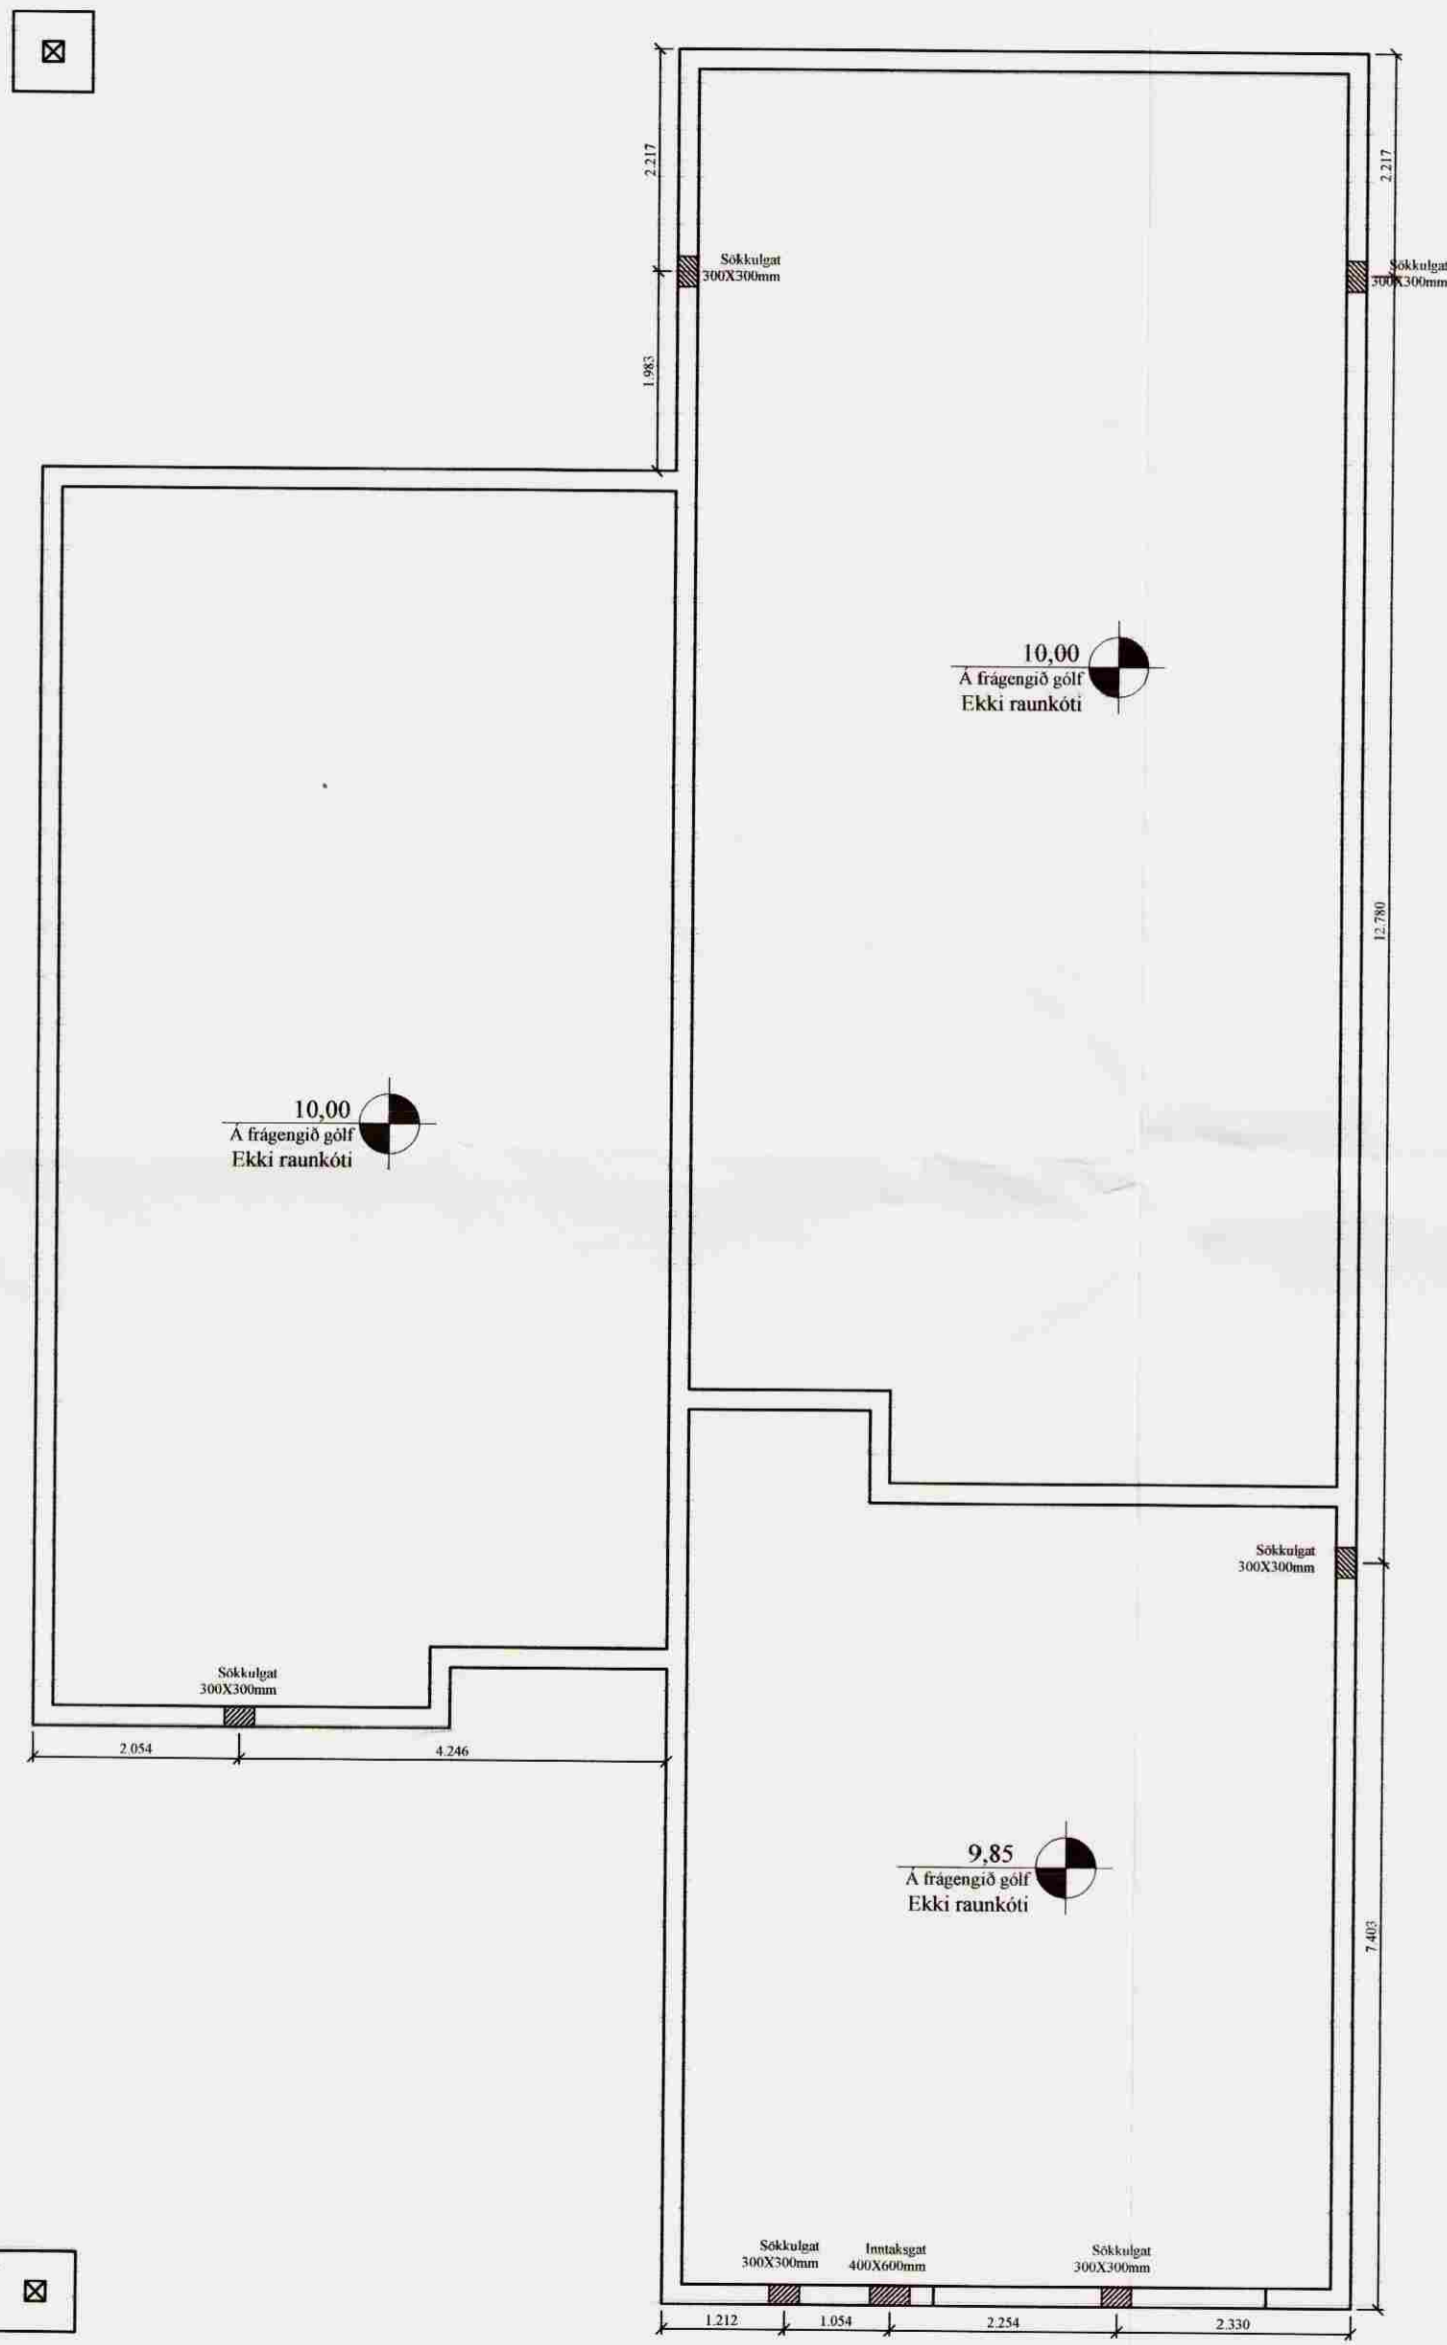 2.217
2.217
Sökkulgat
300X300mm
Sökkulgat
300X300mm
1.983
10,00
Á frágengið gólf
Ekki raunkóti
12.780
10,00
Á frágengið gólf
Ekki raunkóti
Sökkulgat
300X300mm
Sökkulgat
300X300mm
2.054
4.246
9,85
Á frágengið gólf
Ekki raunkóti
7.403
Sökkulgat
300X300mm
Inntaksgat
400X600mm
Sökkulgat
300X300mm
1.212
1.054
2.254
2.330